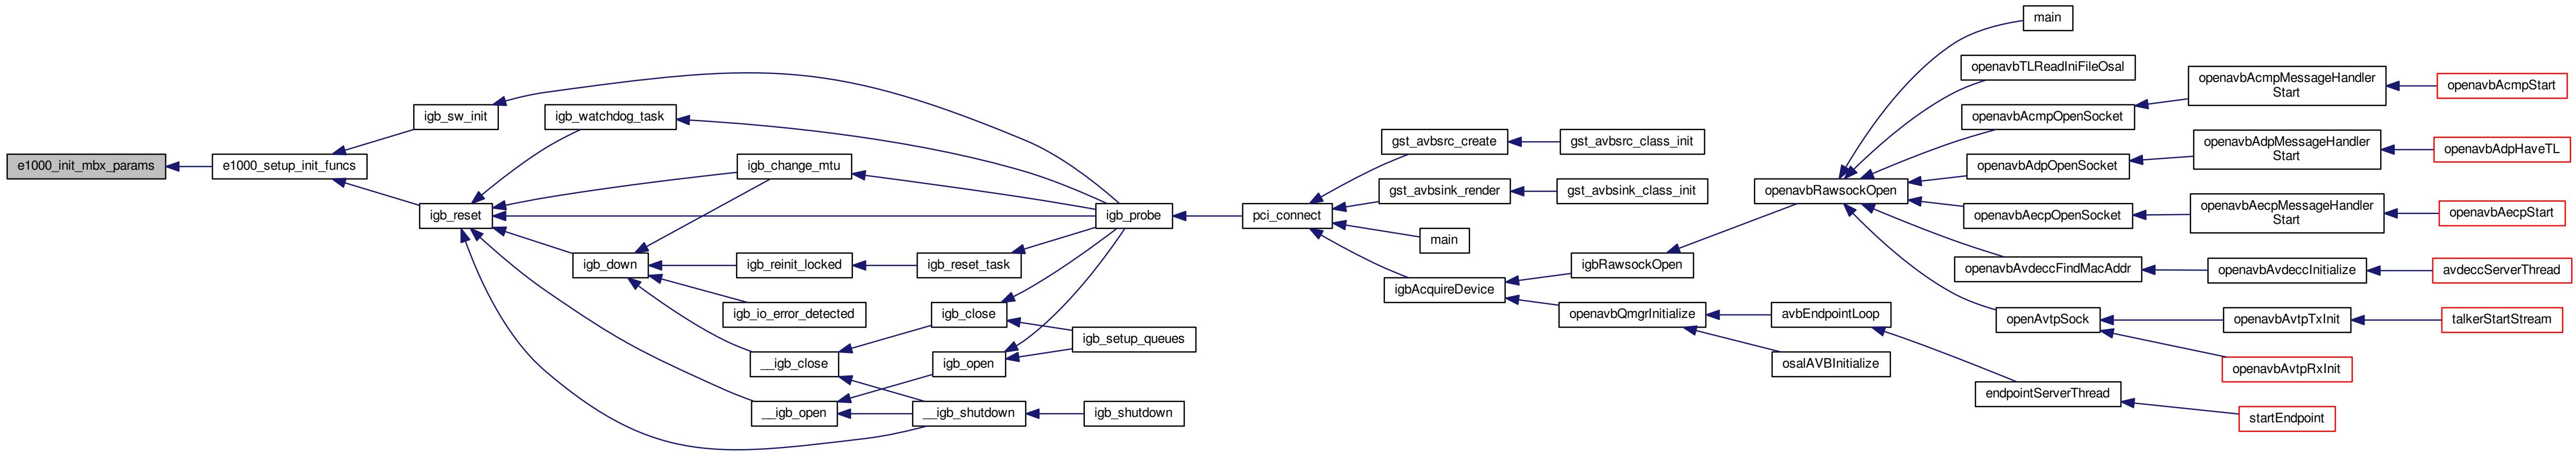 e1000_init_mbx_params
e1000_setup_init_funcs
igb_sw_init
igb_reset
igb_watchdog_task
igb_change_mtu
igb_down
igb_reinit_locked
igb_io_error_detected
__igb_close
__igb_open
igb_reset_task
igb_close
igb_open
__igb_shutdown
igb_probe
igb_setup_queues
igb_shutdown
pci_connect
gst_avbsrc_create
gst_avbsink_render
main
igbAcquireDevice
gst_avbsrc_class_init
gst_avbsink_class_init
igbRawsockOpen
openavbQmgrInitialize
openavbRawsockOpen
avbEndpointLoop
osalAVBInitialize
main
openavbTLReadIniFileOsal
openavbAcmpOpenSocket
openavbAdpOpenSocket
openavbAecpOpenSocket
openavbAvdeccFindMacAddr
openAvtpSock
endpointServerThread
openavbAcmpMessageHandler
Start
openavbAdpMessageHandler
Start
openavbAecpMessageHandler
Start
openavbAvdeccInitialize
openavbAvtpTxInit
openavbAvtpRxInit
startEndpoint
openavbAcmpStart
openavbAdpHaveTL
openavbAecpStart
avdeccServerThread
talkerStartStream